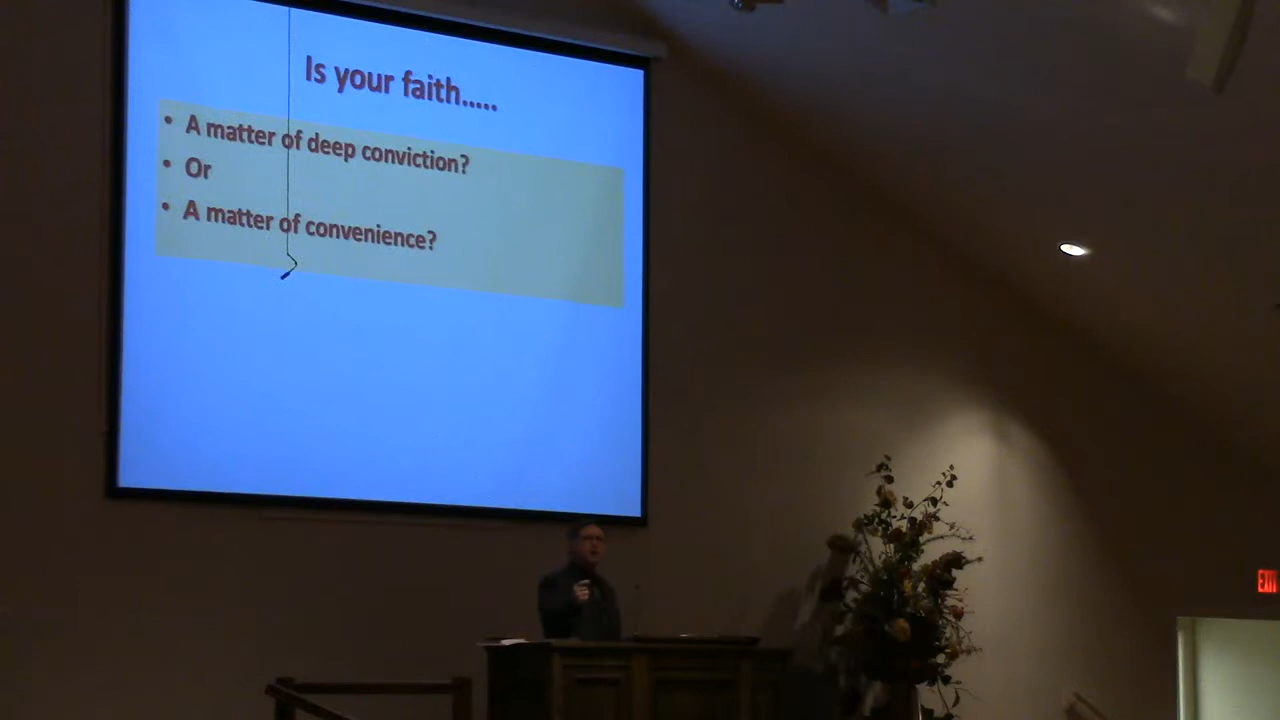 Is your faith.....
• A matter of deep conviction?
• Or
• A matter of convenience?
EXIT